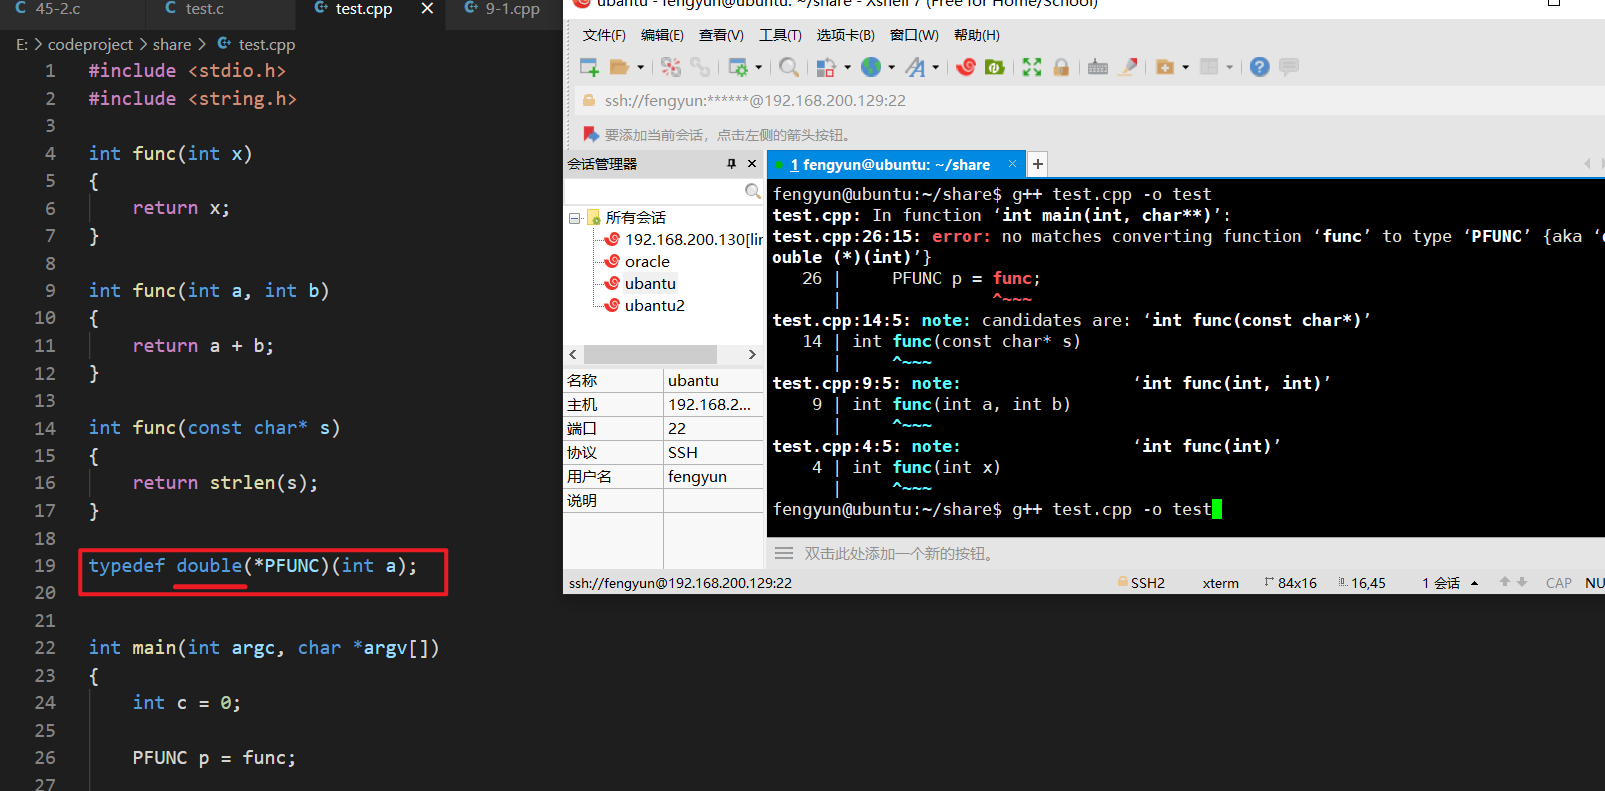 45-2.c
test.c
test.cpp
9-1.cpp
E: > codeproject > share > test.cpp
1 #include <stdio.h>
2 #include <string.h>
3
4 int func(int x)
5 {
6 return x;
7 }
8
9 int func(int a, int b)
10 {
11 return a + b;
12 }
13
14 int func(const char* s)
15 {
16 return strlen(s);
17 }
18
19 typedef double(*PFUNC)(int a);
20
21
22 int main(int argc, char *argv[])
23 {
24 int c = 0;
25
26 PFUNC p = func;
27
ubantu - fengyun@ubuntu: ~/share - Xshell 7 (Free for Home/School)
文件(F) 编辑(E) 查看(V) 工具(T) 选项卡(B) 窗口(W) 帮助(H)
ssh://fengyun:******@192.168.200.129:22
要添加当前会话，点击左侧的箭头按钮。
会话管理器
所有会话
192.168.200.130[lin
oracle
ubantu
ubantu2
名称 ubantu
主机 192.168.2...
端口 22
协议 SSH
用户名 fengyun
说明
1 fengyun@ubuntu: ~/share × +
fengyun@ubuntu:~/share$ g++ test.cpp -o test
test.cpp: In function ‘int main(int, char**)’:
test.cpp:26:15: error: no matches converting function ‘func’ to type ‘PFUNC’ {aka ‘d
ouble (*)(int)’}
26 | PFUNC p = func;
| ^~~~
test.cpp:14:5: note: candidates are: ‘int func(const char*)’
14 | int func(const char* s)
| ^~~~
test.cpp:9:5: note: ‘int func(int, int)’
9 | int func(int a, int b)
| ^~~~
test.cpp:4:5: note: ‘int func(int)’
4 | int func(int x)
| ^~~~
fengyun@ubuntu:~/share$ g++ test.cpp -o test
双击此处添加一个新的按钮。
ssh://fengyun@192.168.200.129:22 SSH2 xterm 84x16 16,45 1 会话 CAP NU